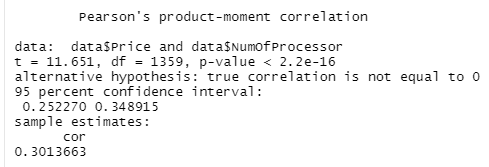 Pearson's product-moment correlation
data:  data$Price and data$NumOfProcessor
t = 11.651, df = 1359, p-value < 2.2e-16
alternative hypothesis: true correlation is not equal to 0
95 percent confidence interval:
 0.252270 0.348915
sample estimates:
cor
0.3013663